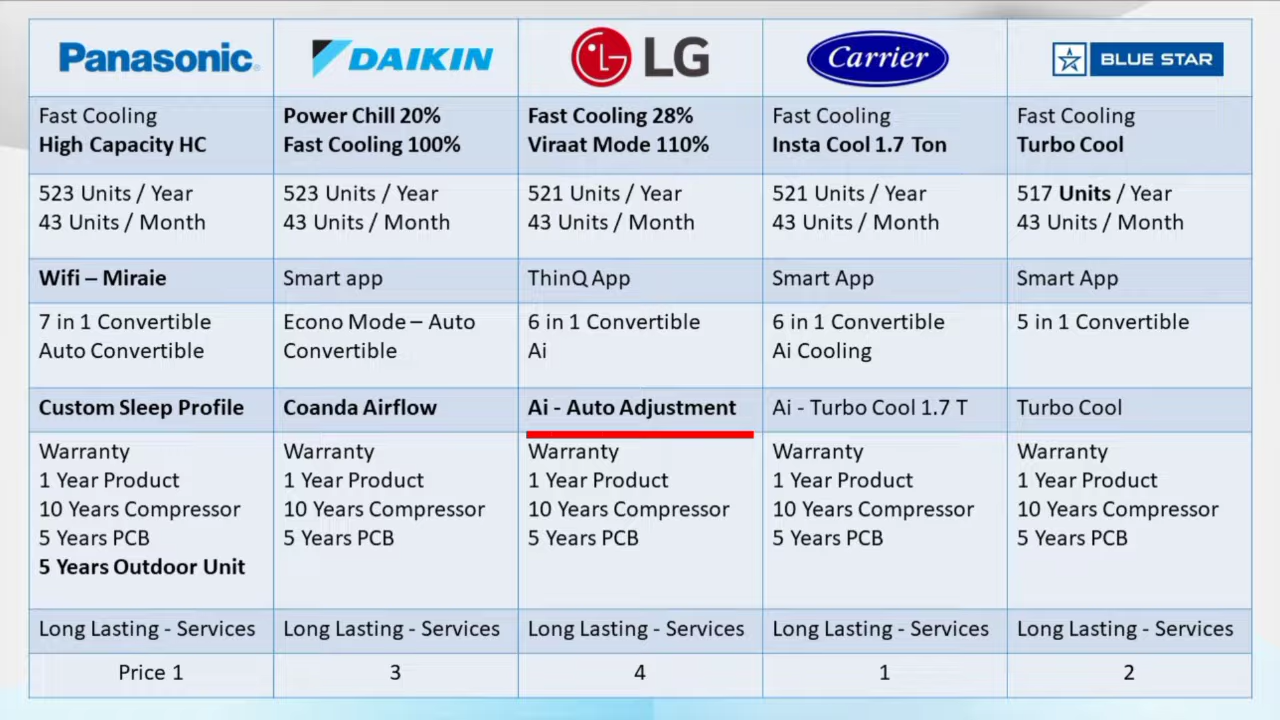 Panasonic
DAIKIN
LG
Carrier
BLUE STAR
Fast Cooling
High Capacity HC
Power Chill 20%
Fast Cooling 100%
Fast Cooling 28%
Viraat Mode 110%
Fast Cooling
Insta Cool 1.7 Ton
Fast Cooling
Turbo Cool
523 Units / Year
43 Units / Month
523 Units / Year
43 Units / Month
521 Units / Year
43 Units / Month
521 Units / Year
43 Units / Month
517 Units / Year
43 Units / Month
Wifi – Miraie
Smart app
ThinQ App
Smart App
Smart App
7 in 1 Convertible
Auto Convertible
Econo Mode – Auto
Convertible
6 in 1 Convertible
Ai
6 in 1 Convertible
Ai Cooling
5 in 1 Convertible
Custom Sleep Profile
Coanda Airflow
Ai - Auto Adjustment
Ai - Turbo Cool 1.7 T
Turbo Cool
Warranty
1 Year Product
10 Years Compressor
5 Years PCB
5 Years Outdoor Unit
Warranty
1 Year Product
10 Years Compressor
5 Years PCB
Warranty
1 Year Product
10 Years Compressor
5 Years PCB
Warranty
1 Year Product
10 Years Compressor
5 Years PCB
Warranty
1 Year Product
10 Years Compressor
5 Years PCB
Long Lasting - Services
Long Lasting - Services
Long Lasting - Services
Long Lasting - Services
Long Lasting - Services
Price 1
3
4
1
2